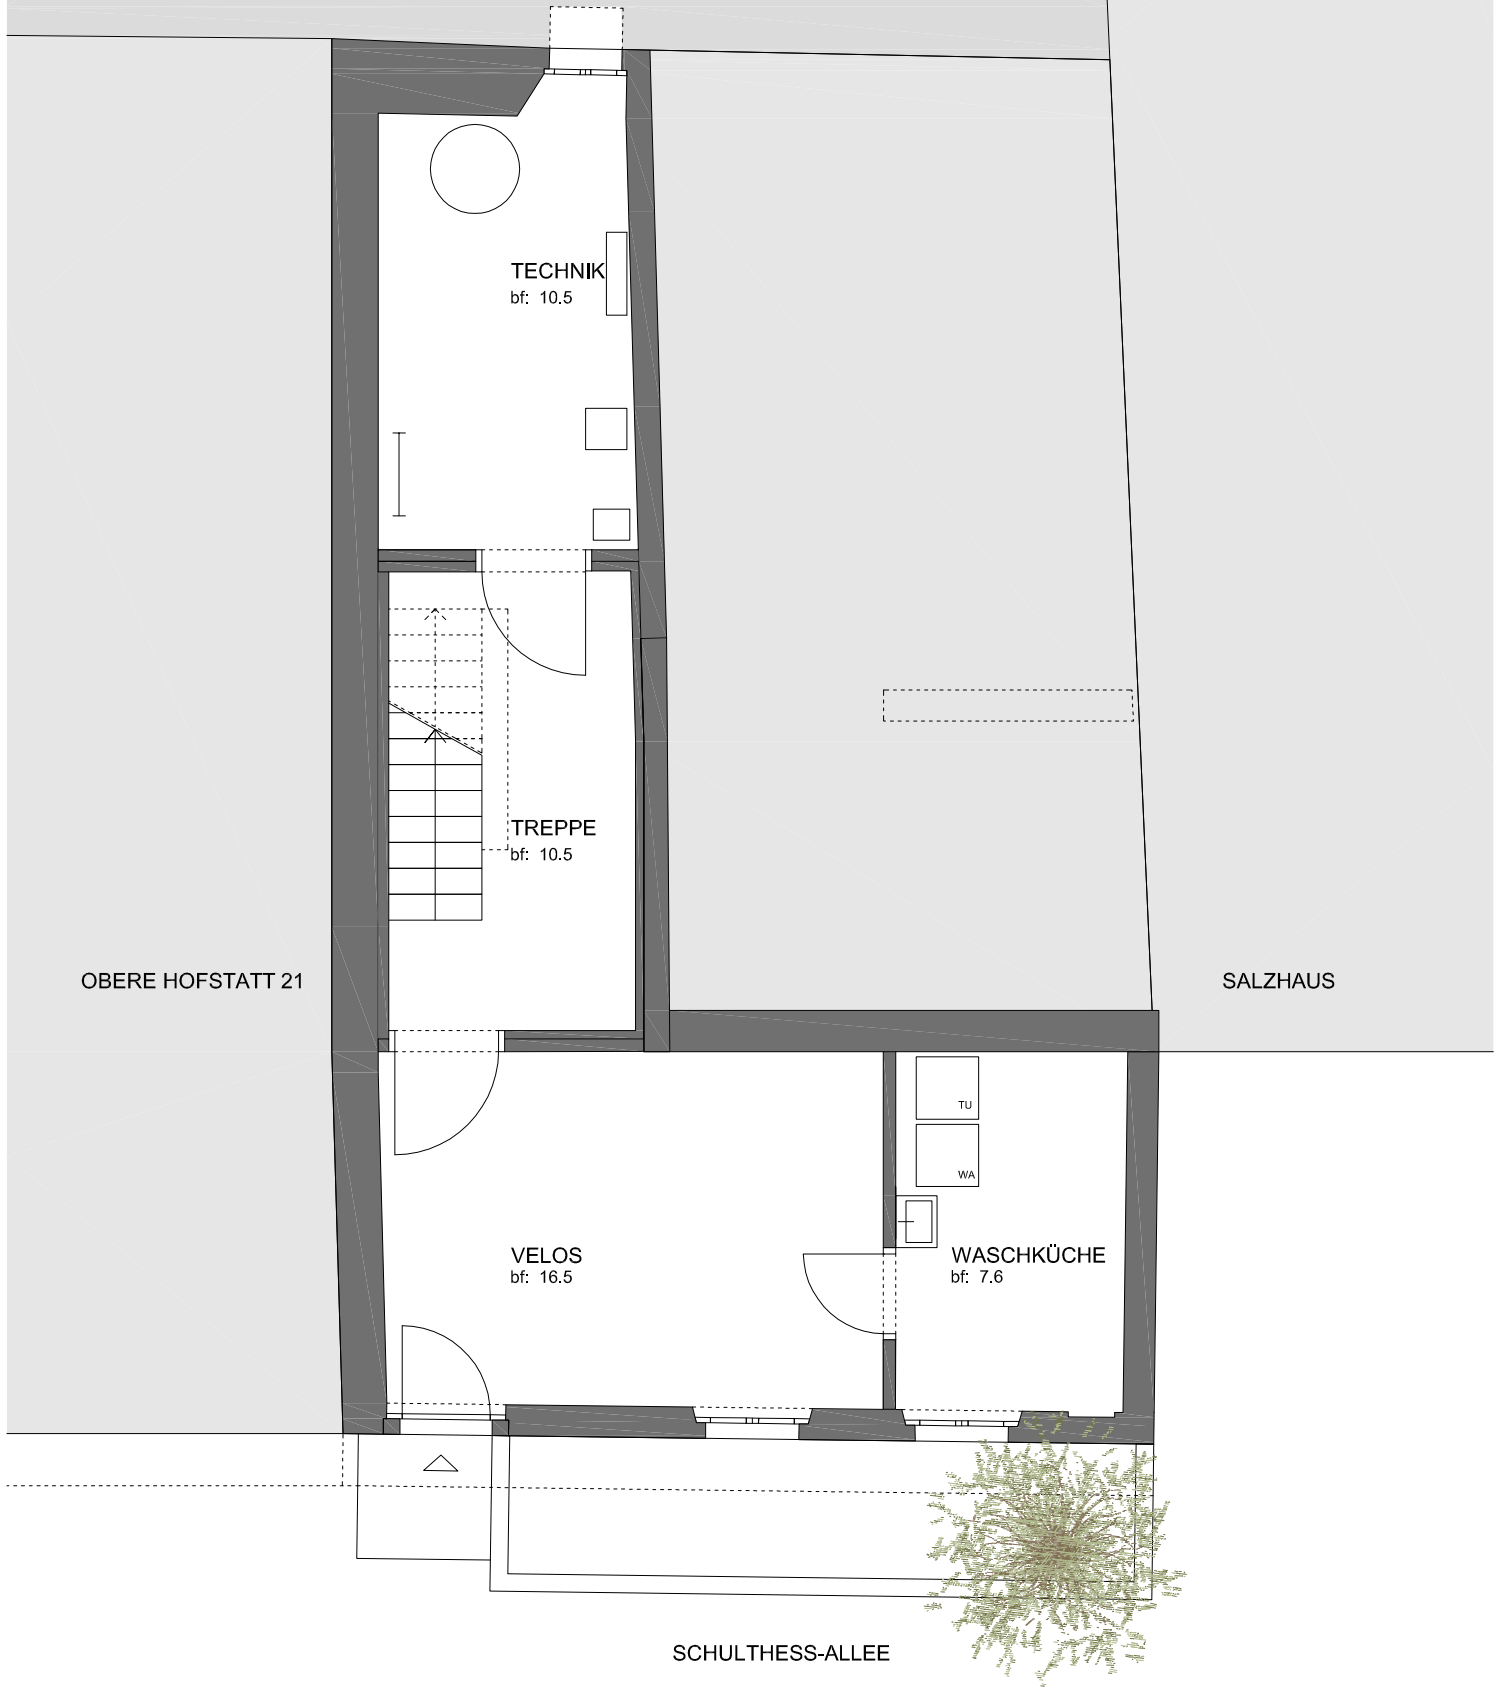 TECHNIK
bf: 10.5
TREPPE
bf: 10.5
OBERE HOFSTATT 21
SALZHAUS
TU
WA
VELOS
bf: 16.5
WASCHKÜCHE
bf: 7.6
SCHULTHESS-ALLEE